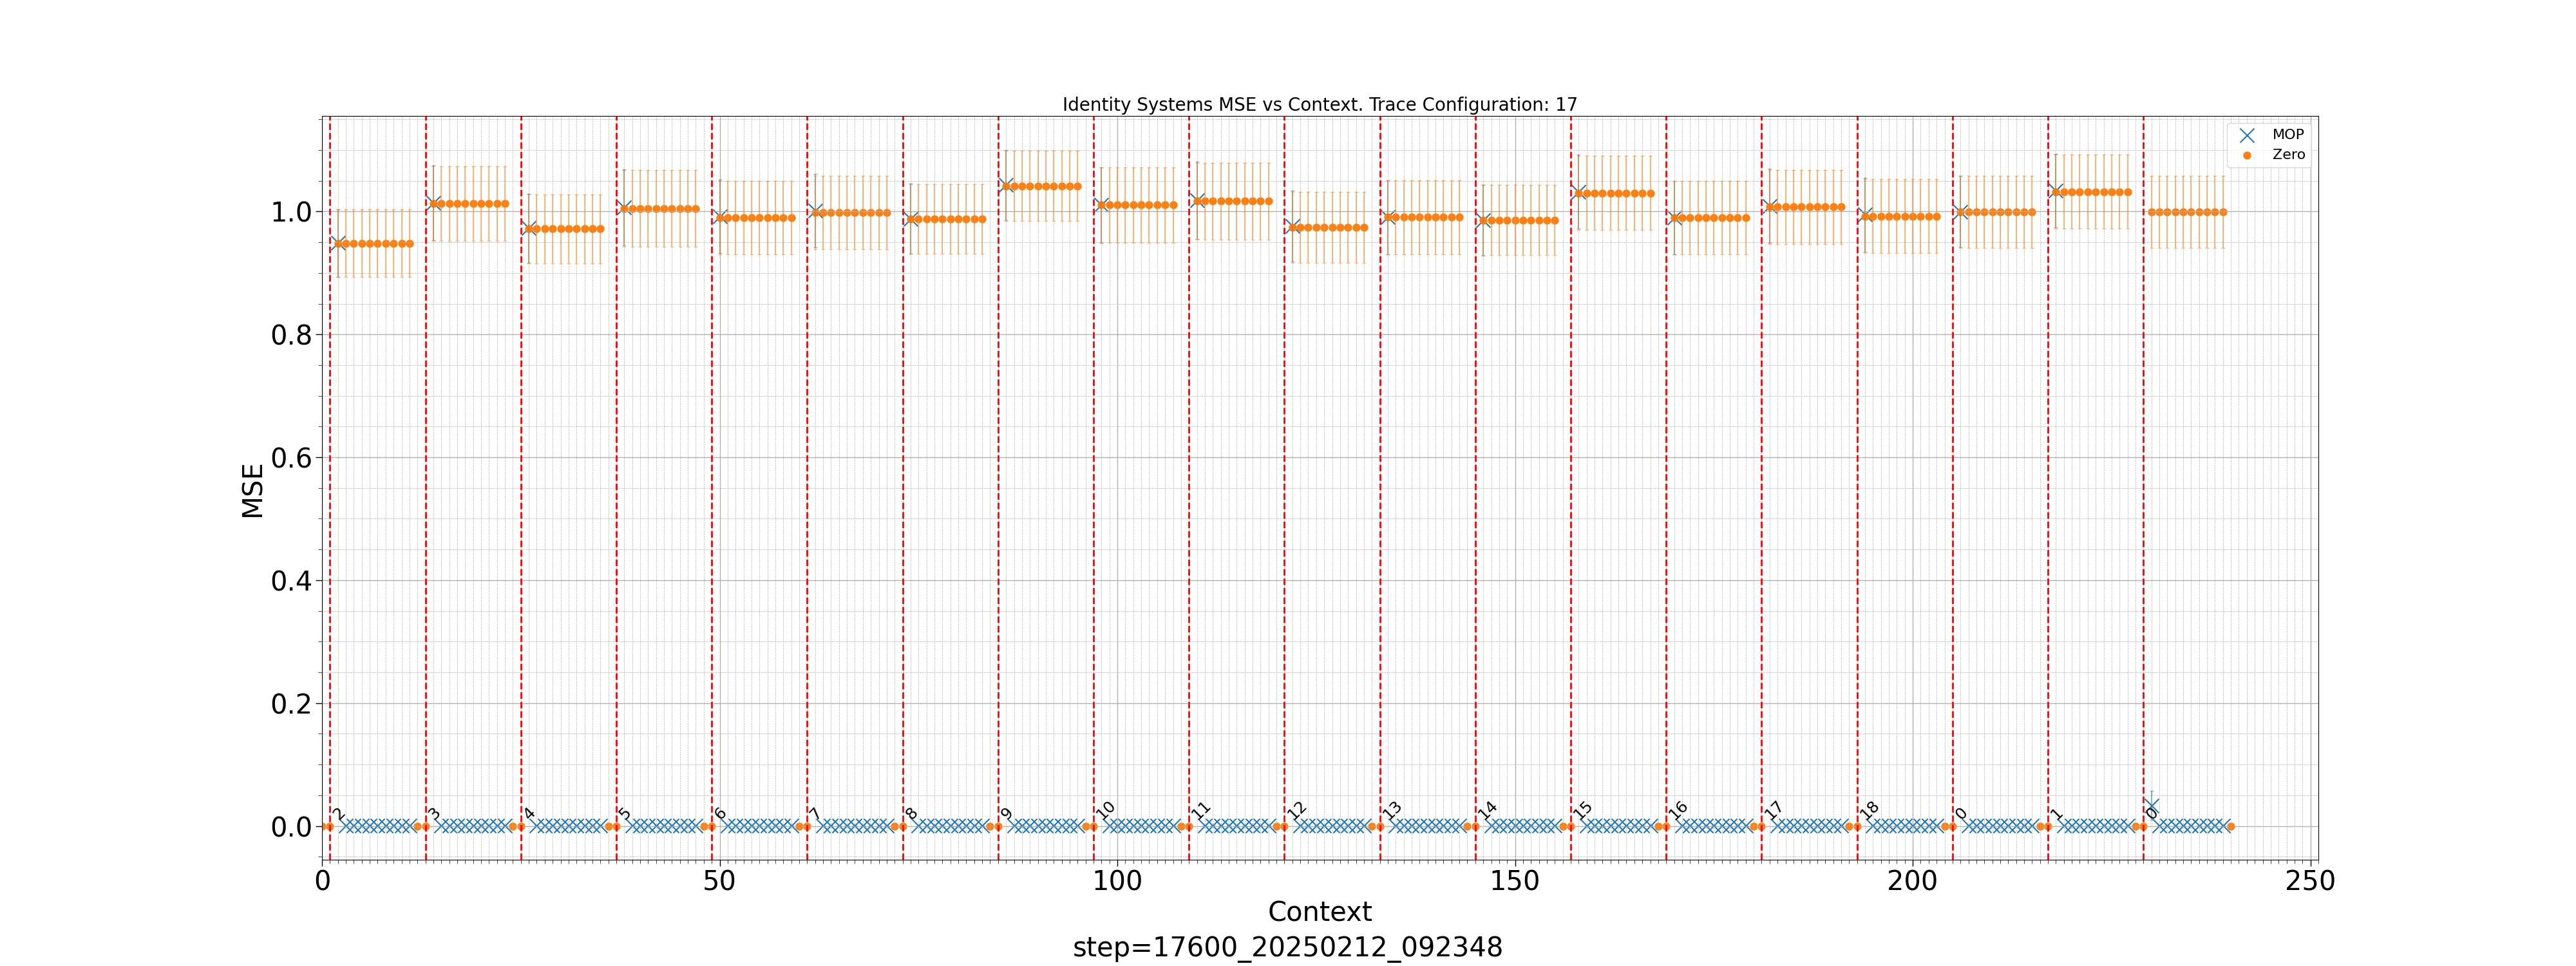 Identity Systems MSE vs Context. Trace Configuration: 17
MOP
Zero
1.0
0.8
0.6
0.4
0.2
0.0
MSE
2 3 4 5 6 7 8 9 10 11 12 13 14 15 16 17 18 0 1 0
0 50 100 150 200 250
Context
step=17600_20250212_092348